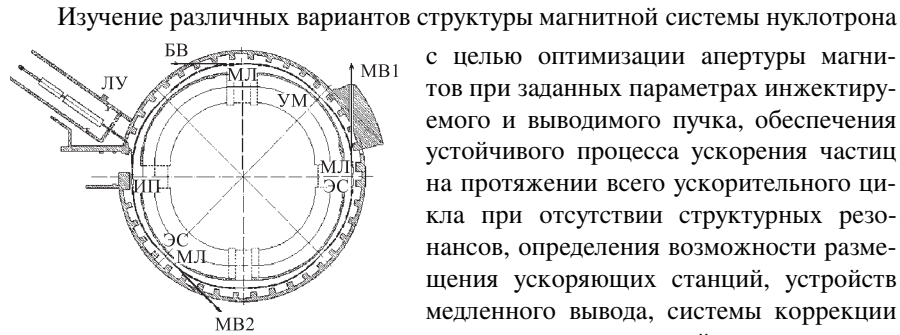 Изучение различных вариантов структуры магнитной системы нуклотрона
с целью оптимизации апертуры магни-
тов при заданных параметрах инжектиру-
емого и выводимого пучка, обеспечения
устойчивого процесса ускорения частиц
на протяжении всего ускорительного ци-
кла при отсутствии структурных резо-
нансов, определения возможности разме-
щения ускоряющих станций, устройств
медленного вывода, системы коррекции
БВ
МВ1
ЛУ
МЛ
УМ
МЛ
ЭС
ИП
ЭС
МЛ
МВ2